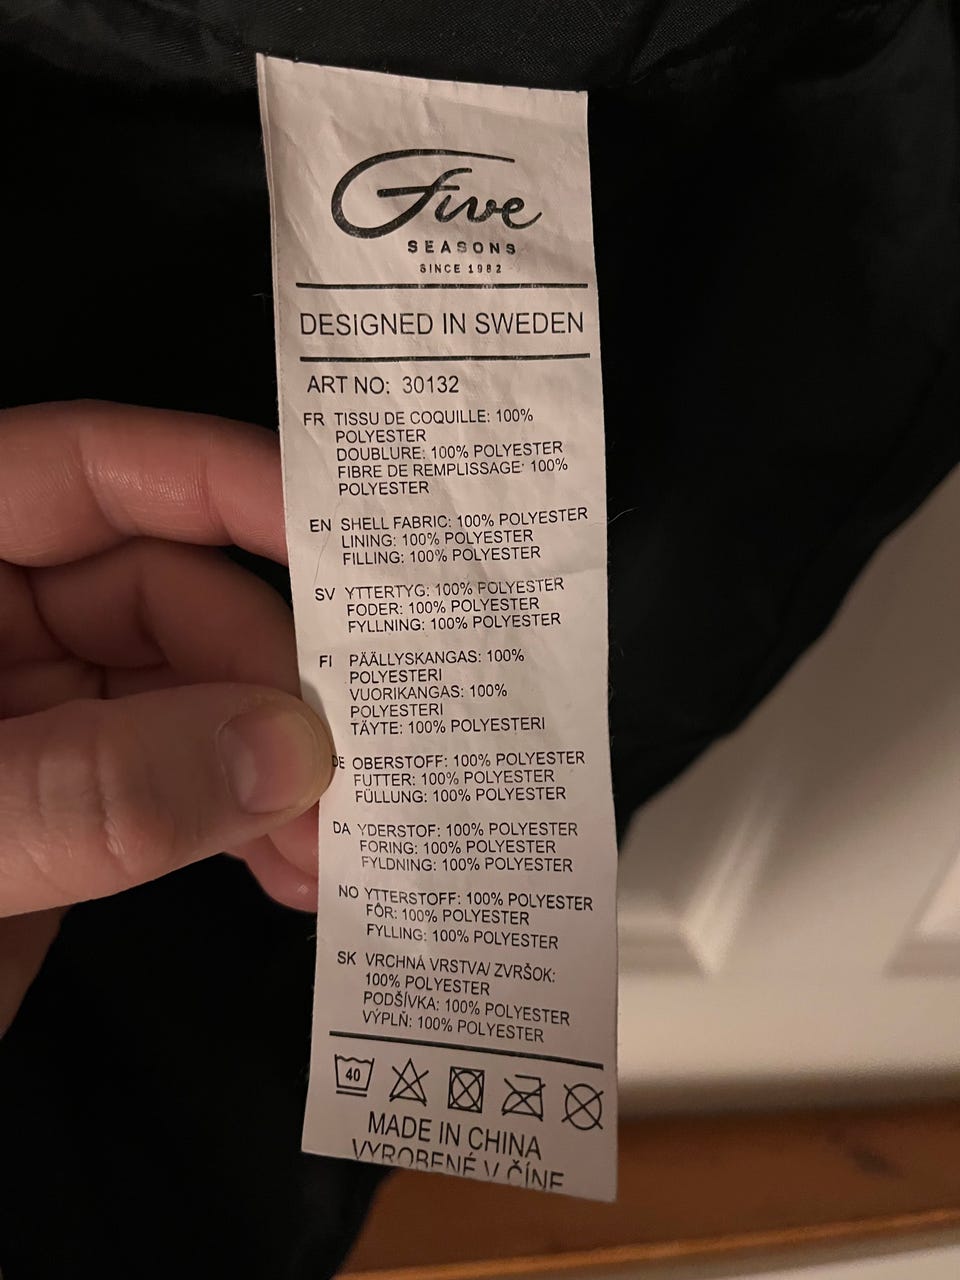 Five
SEASONS
SINCE 1982
DESIGNED IN SWEDEN
ART NO: 30132
FR TISSU DE COQUILLE: 100%
POLYESTER
DOUBLURE: 100% POLYESTER
FIBRE DE REMPLISSAGE: 100%
POLYESTER
EN SHELL FABRIC: 100% POLYESTER
LINING: 100% POLYESTER
FILLING: 100% POLYESTER
SV YTTERTYG: 100% POLYESTER
FODER: 100% POLYESTER
FYLLNING: 100% POLYESTER
FI PÄÄLLYSKANGAS: 100%
POLYESTERI
VUORIKANGAS: 100%
POLYESTERI
TÄYTE: 100% POLYESTERI
DE OBERSTOFF: 100% POLYESTER
FUTTER: 100% POLYESTER
FÜLLUNG: 100% POLYESTER
DA YDERSTOF: 100% POLYESTER
FORING: 100% POLYESTER
FYLDNING: 100% POLYESTER
NO YTTERSTOFF: 100% POLYESTER
FÔR: 100% POLYESTER
FYLLING: 100% POLYESTER
SK VRCHNÁ VRSTVA/ ZVRŠOK:
100% POLYESTER
PODŠÍVKA: 100% POLYESTER
VÝPLŇ: 100% POLYESTER
40
MADE IN CHINA
VYROBENÉ V ČÍNE